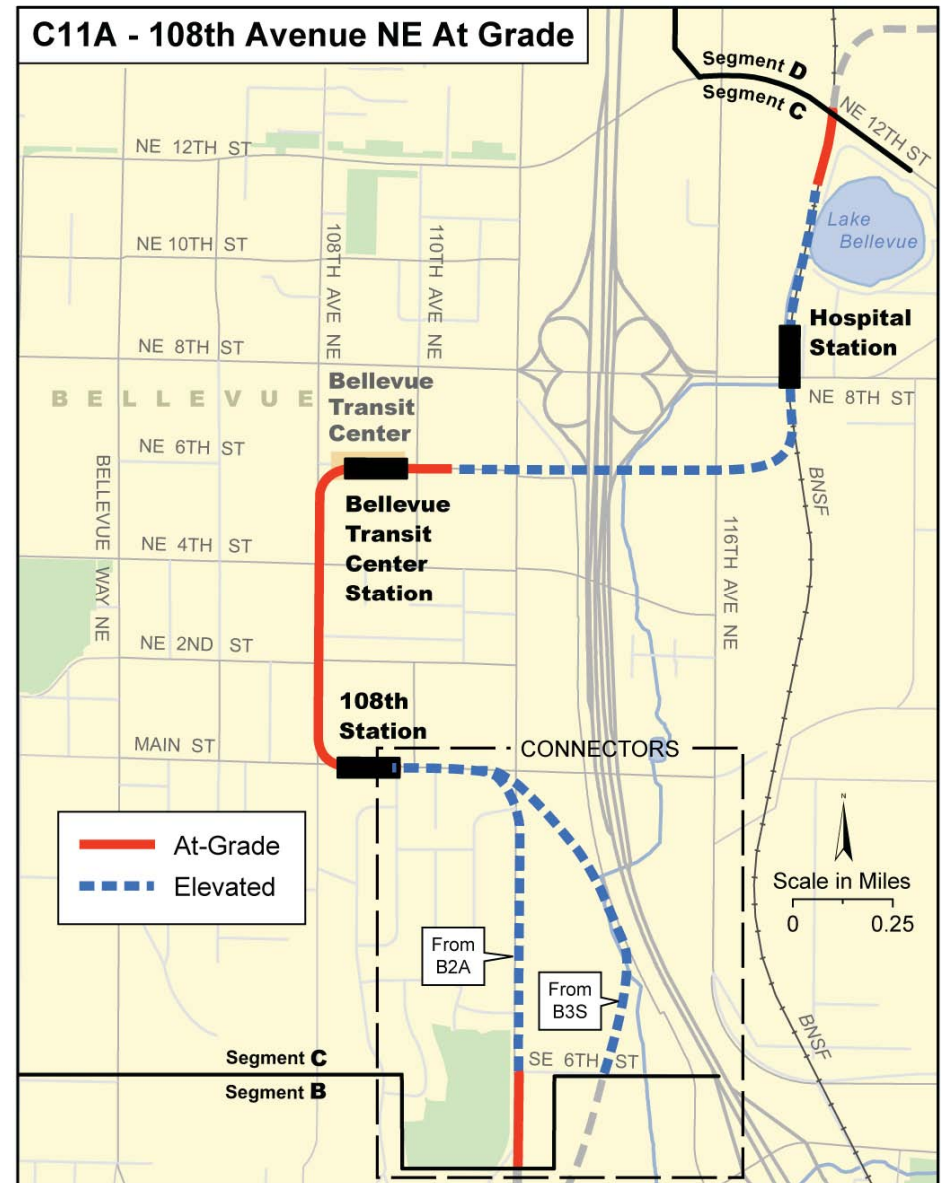 C11A - 108th Avenue NE At Grade
Segment D
Segment C
NE 12TH ST
NE 12TH ST
Lake
Bellevue
NE 10TH ST
108TH AVE NE
110TH AVE NE
Hospital
Station
NE 8TH ST
NE 8TH ST
BELLEVUE
Bellevue
Transit
Center
NE 6TH ST
BELLEVUE WAY NE
BNSF
Bellevue
Transit
Center
Station
NE 4TH ST
116TH AVE NE
NE 2ND ST
108th
Station
MAIN ST
CONNECTORS
At-Grade
Elevated
N
Scale in Miles
0 0.25
From
B2A
From
B3S
BNSF
Segment C
Segment B
SE 6TH ST